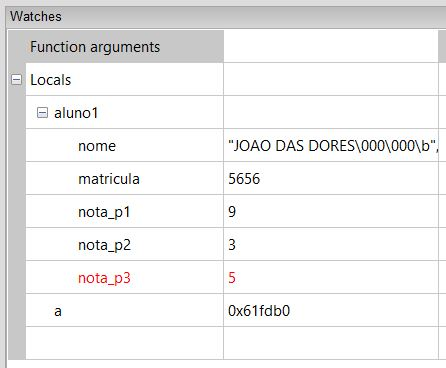 Watches
Function arguments
Locals
aluno1
nome "JOAO DAS DORES\000\000\b",
matricula 5656
nota_p1 9
nota_p2 3
nota_p3 5
a 0x61fdb0